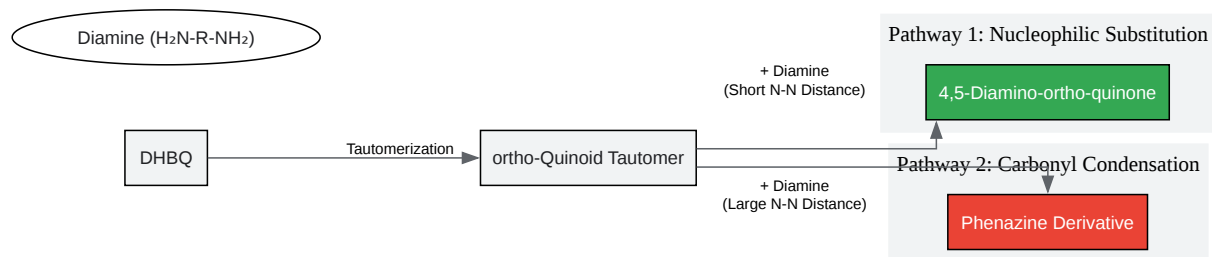 Diamine (H₂N-R-NH₂)
Pathway 1: Nucleophilic Substitution
+ Diamine
(Short N-N Distance)
4,5-Diamino-ortho-quinone
DHBQ
Tautomerization
ortho-Quinoid Tautomer
Pathway 2: Carbonyl Condensation
+ Diamine
(Large N-N Distance)
Phenazine Derivative